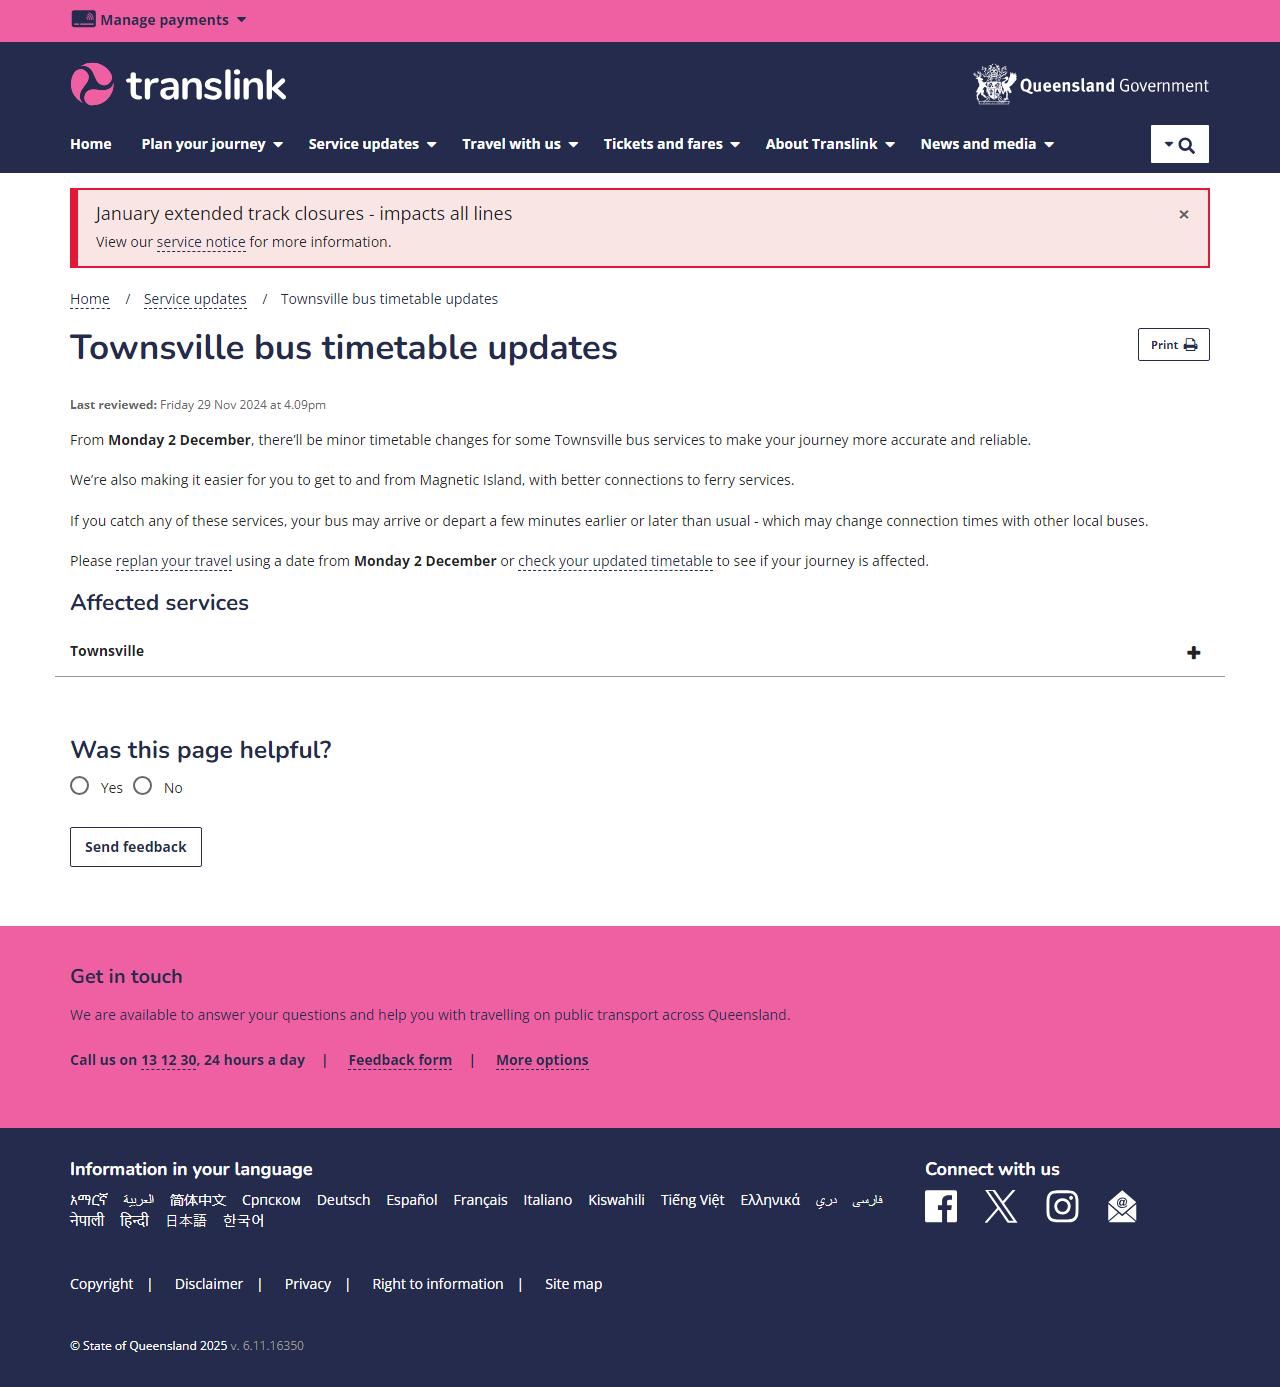 Manage payments
translink
Queensland Government
Home Plan your journey Service updates Travel with us Tickets and fares About Translink News and media
January extended track closures - impacts all lines
×
View our service notice for more information.
Home / Service updates / Townsville bus timetable updates
Townsville bus timetable updates
Print
Last reviewed: Friday 29 Nov 2024 at 4.09pm
From Monday 2 December, there’ll be minor timetable changes for some Townsville bus services to make your journey more accurate and reliable.
We’re also making it easier for you to get to and from Magnetic Island, with better connections to ferry services.
If you catch any of these services, your bus may arrive or depart a few minutes earlier or later than usual - which may change connection times with other local buses.
Please replan your travel using a date from Monday 2 December or check your updated timetable to see if your journey is affected.
Affected services
Townsville
Was this page helpful?
Yes No
Send feedback
Get in touch
We are available to answer your questions and help you with travelling on public transport across Queensland.
Call us on 13 12 30, 24 hours a day | Feedback form | More options
Information in your language
አማርኛ العربية 简体中文 Српском Deutsch Español Français Italiano Kiswahili Tiếng Việt Ελληνικά دري فارسی
नेपाली हिन्दी 日本語 한국어
Connect with us
Copyright | Disclaimer | Privacy | Right to information | Site map
© State of Queensland 2025 v. 6.11.16350